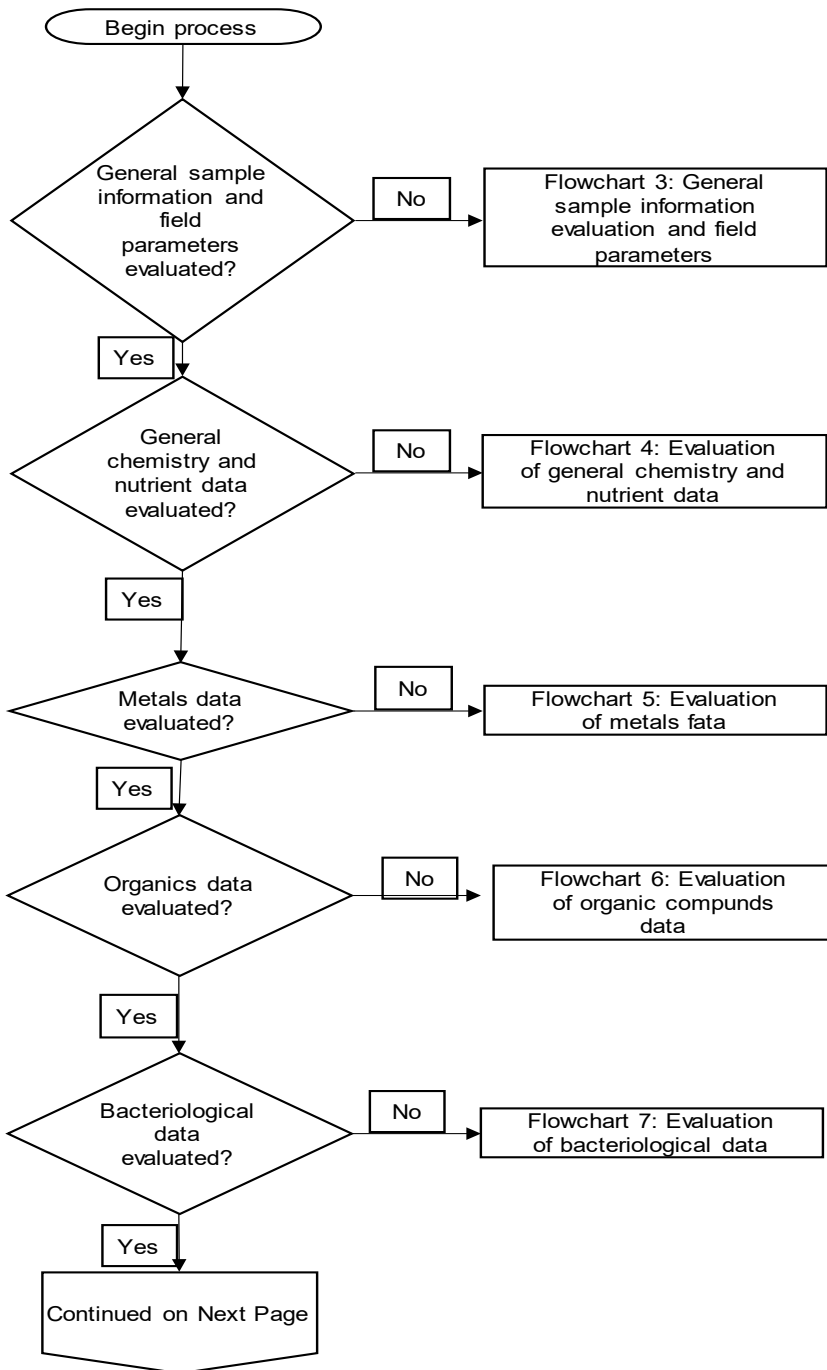 Begin process
General sample
information and
field
parameters
evaluated?
No
Flowchart 3: General
sample information
evaluation and field
parameters
Yes
General
chemistry and
nutrient data
evaluated?
No
Flowchart 4: Evaluation
of general chemistry and
nutrient data
Yes
Metals data
evaluated?
No
Flowchart 5: Evaluation
of metals fata
Yes
Organics data
evaluated?
No
Flowchart 6: Evaluation
of organic compunds
data
Yes
Bacteriological
data
evaluated?
No
Flowchart 7: Evaluation
of bacteriological data
Yes
Continued on Next Page